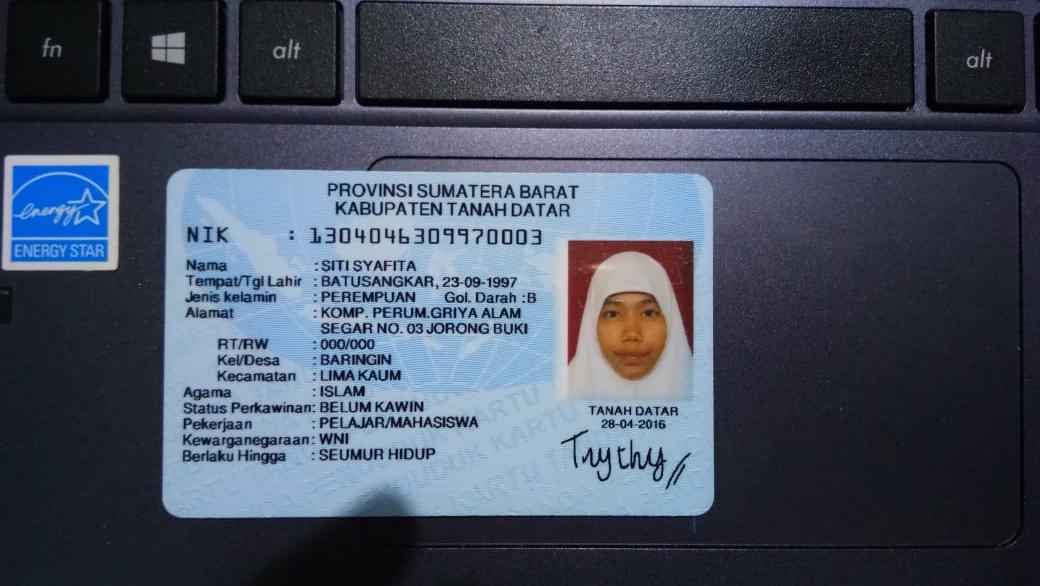 fn
alt
alt
energy
ENERGY STAR
PROVINSI SUMATERA BARAT
KABUPATEN TANAH DATAR
NIK : 1304046309970003
Nama : SITI SYAFITA
Tempat/Tgl Lahir : BATUSANGKAR, 23-09-1997
Jenis kelamin : PEREMPUAN Gol. Darah :B
Alamat : KOMP. PERUM.GRIYA ALAM
SEGAR NO. 03 JORONG BUKI
RT/RW : 000/000
Kel/Desa : BARINGIN
Kecamatan : LIMA KAUM
Agama : ISLAM
Status Perkawinan: BELUM KAWIN
Pekerjaan : PELAJAR/MAHASISWA
Kewarganegaraan: WNI
Berlaku Hingga : SEUMUR HIDUP
TANAH DATAR
28-04-2016